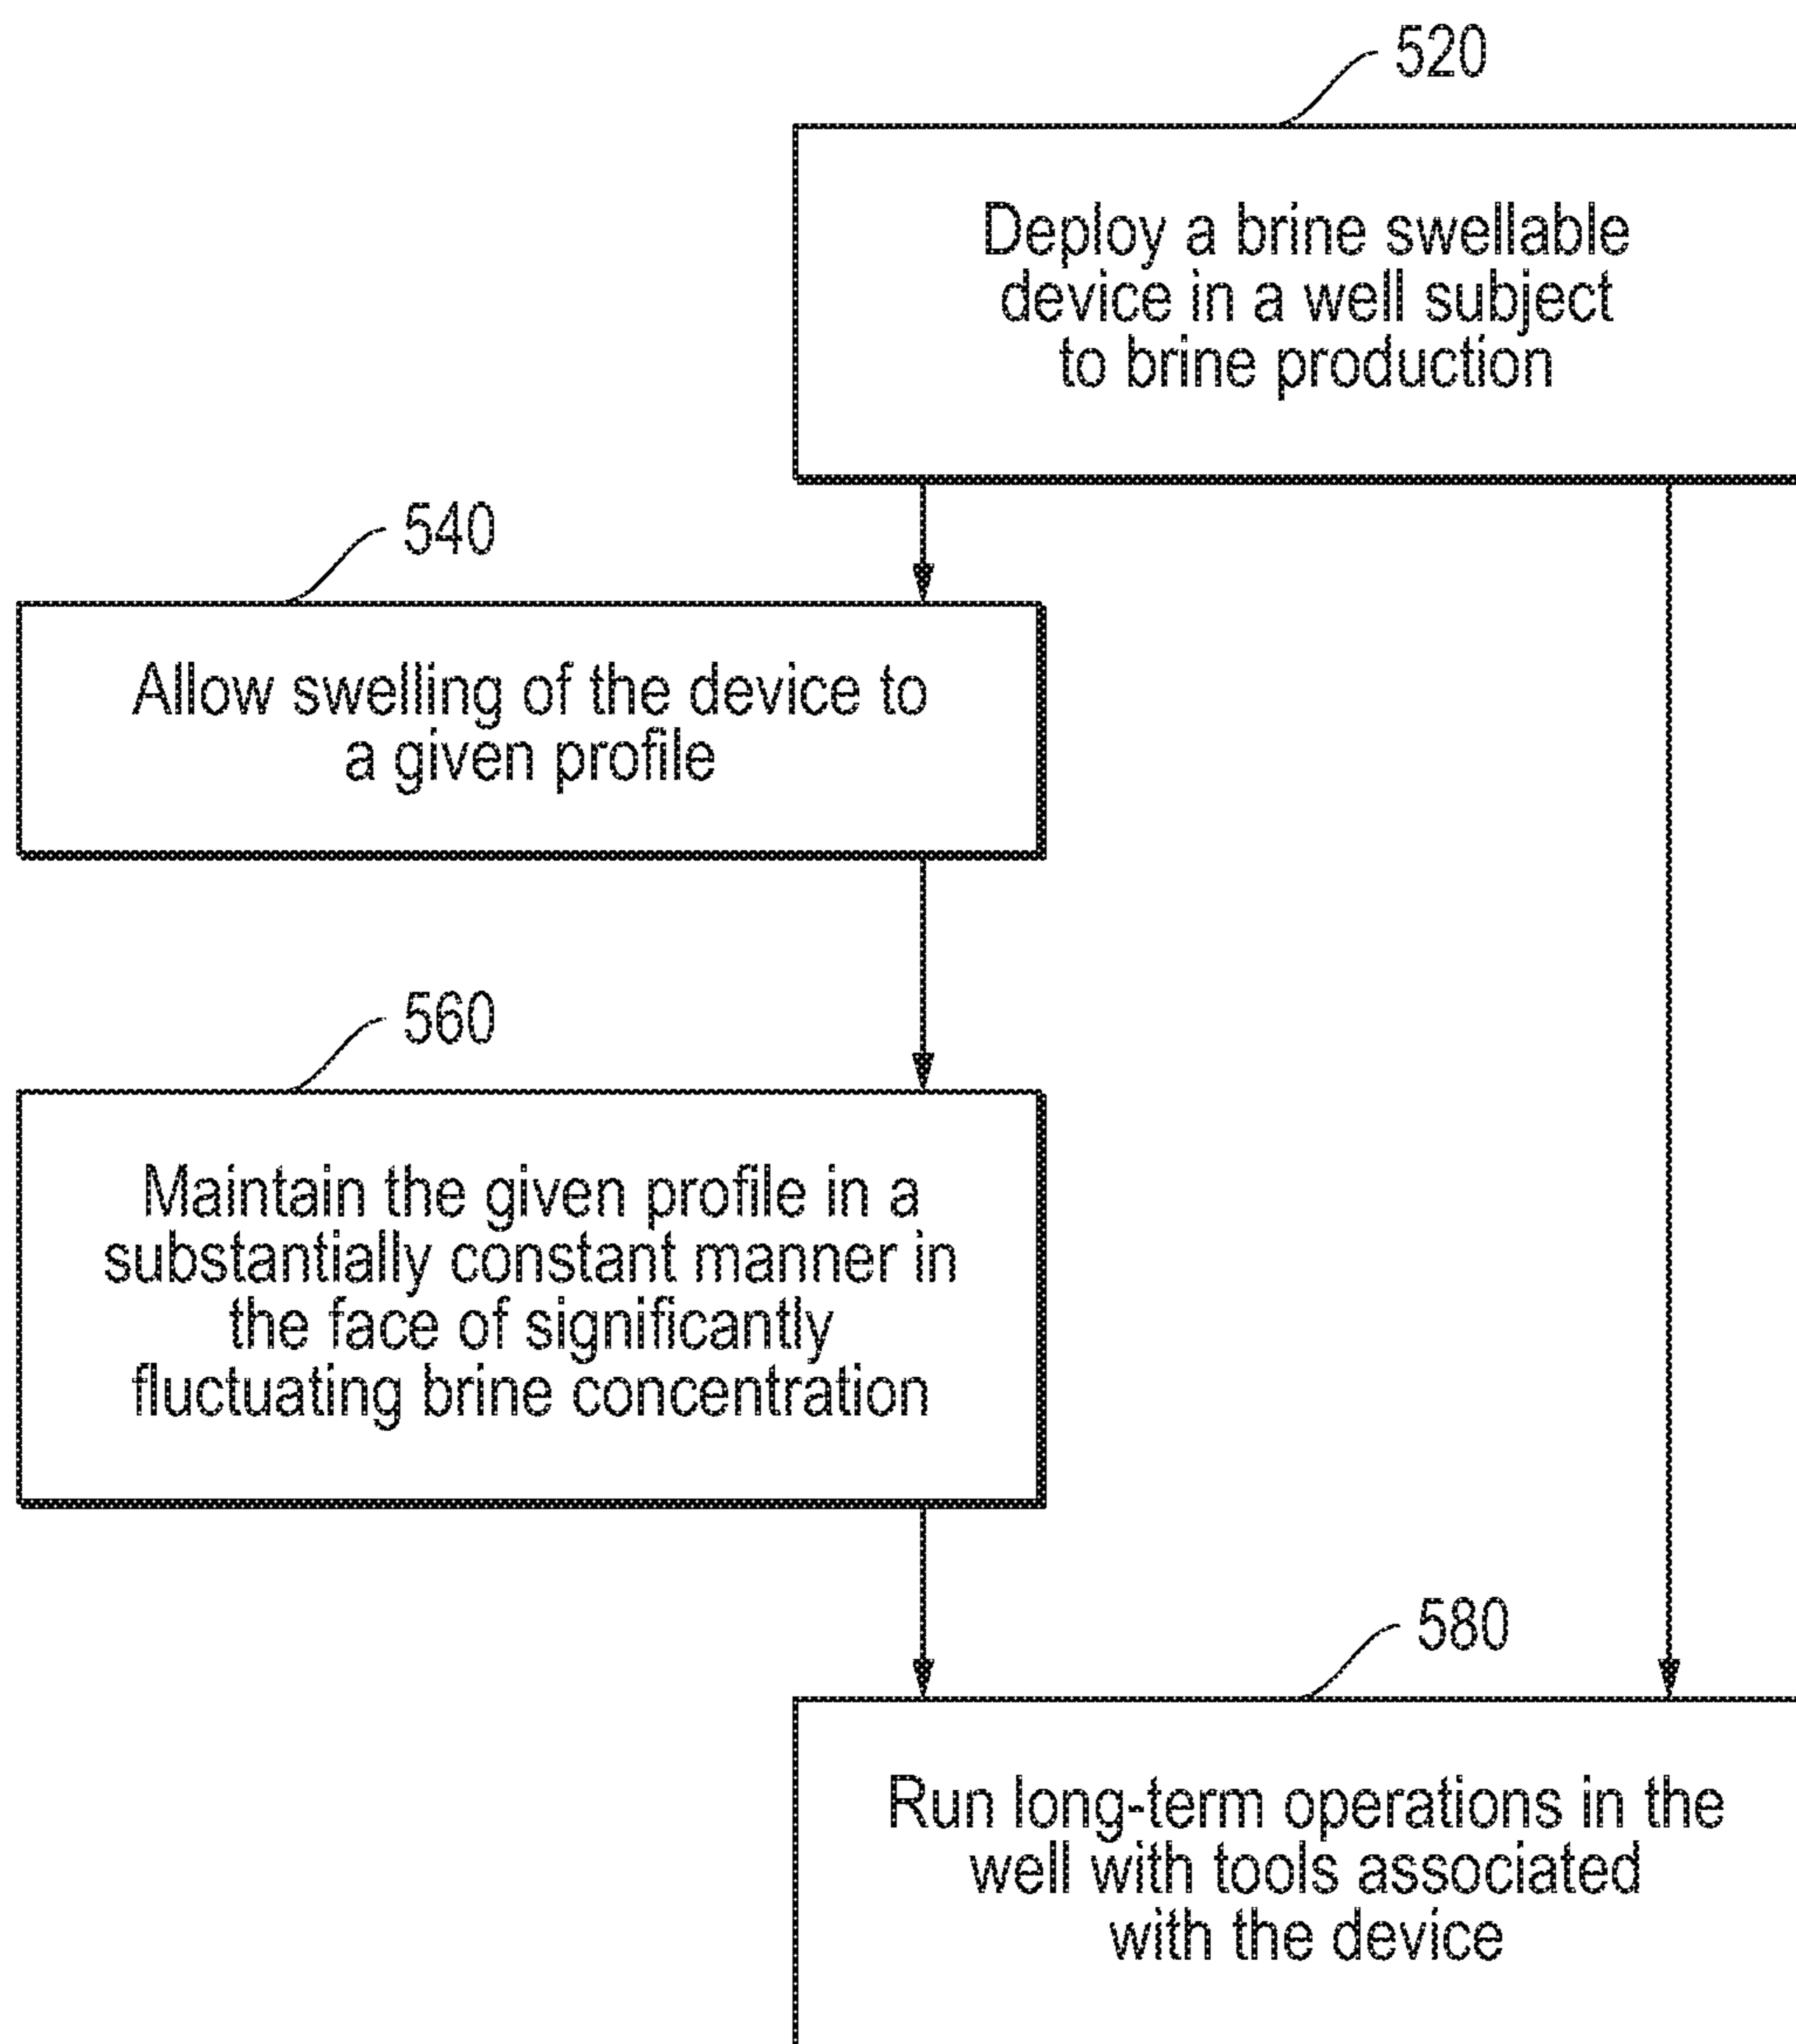 520
Deploy a brine swellable
device in a well subject
to brine production
540
Allow swelling of the device to
a given profile
560
Maintain the given profile in a
substantially constant manner in
the face of significantly
fluctuating brine concentration
580
Run long-term operations in the
well with tools associated
with the device